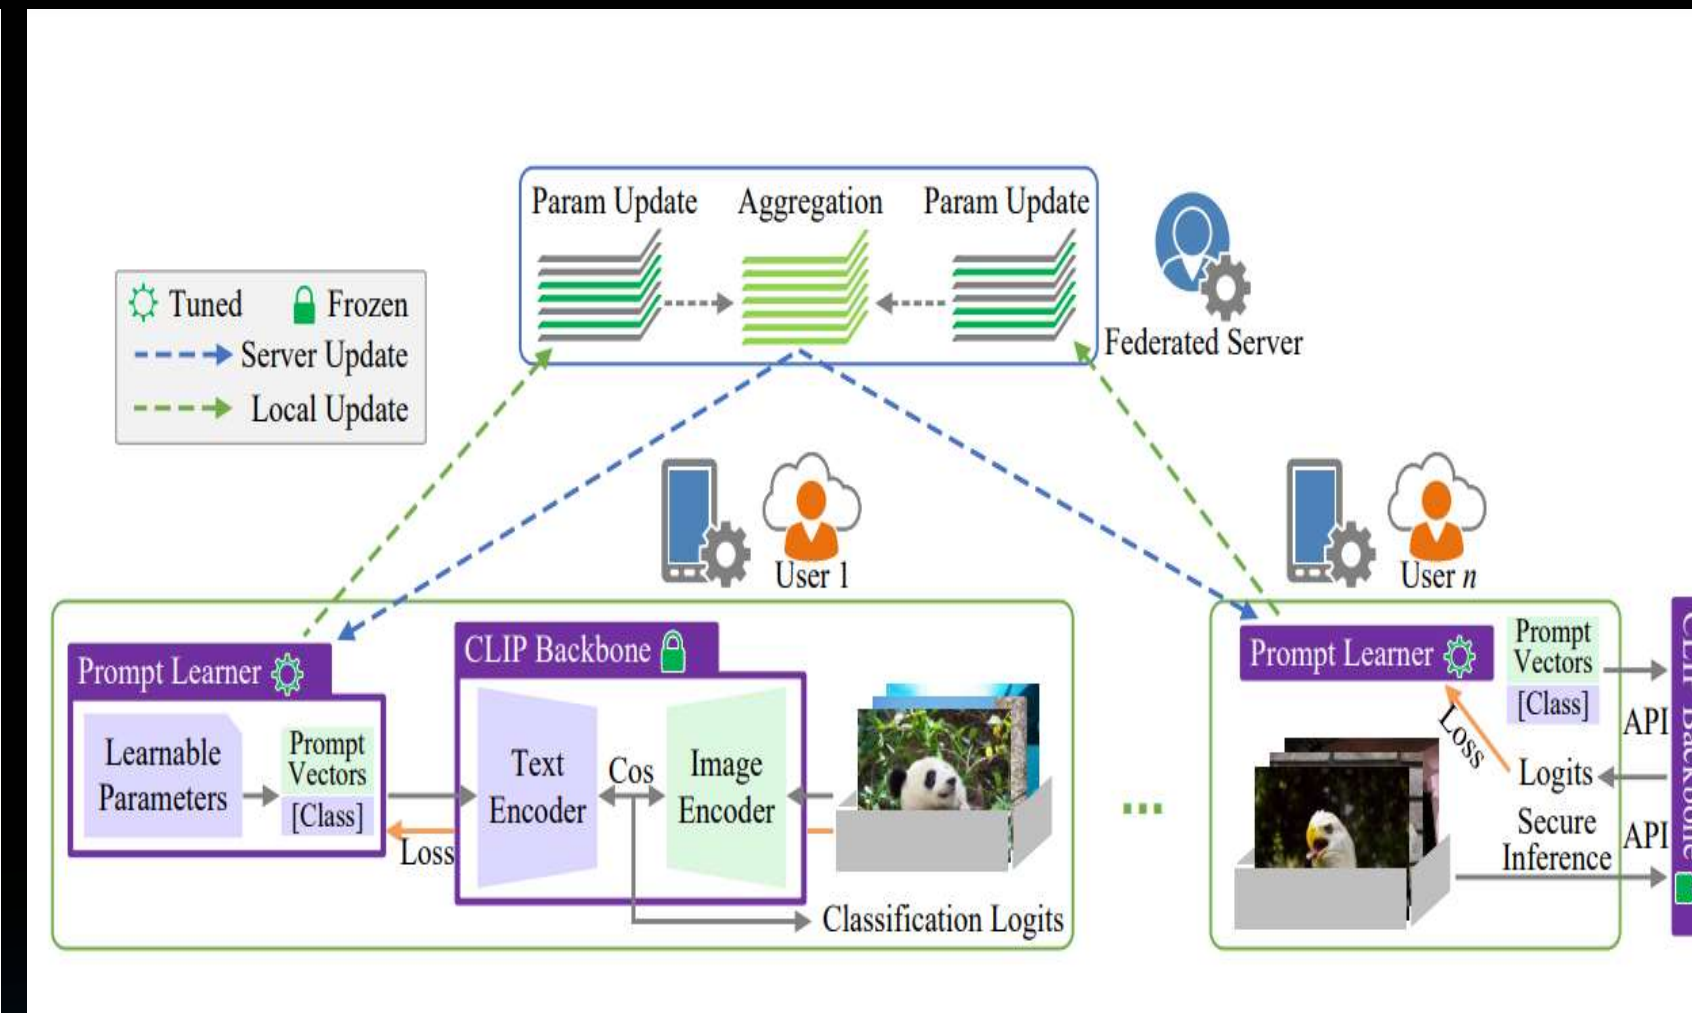 Param Update
Aggregation
Param Update
Tuned
Frozen
Server Update
Local Update
Federated Server
User 1
User n
Prompt Learner
CLIP Backbone
Learnable
Parameters
Prompt
Vectors
[Class]
Loss
Text
Encoder
Cos
Image
Encoder
Classification Logits
...
Prompt Learner
Prompt
Vectors
[Class]
Loss
Logits
Secure
Inference
API
API
CLIP Backbone